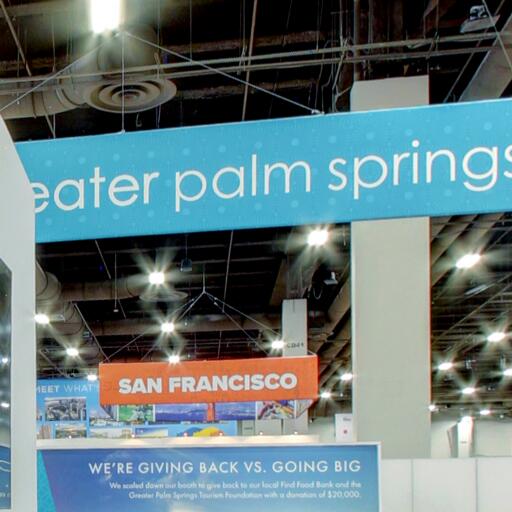 eater palm springs
MEET WHAT'S
SAN FRANCISCO
WE'RE GIVING BACK VS. GOING BIG
We scaled down our booth to give back to our local Find Food Bank and the
Greater Palm Springs Tourism Foundation with a donation of $20,000.